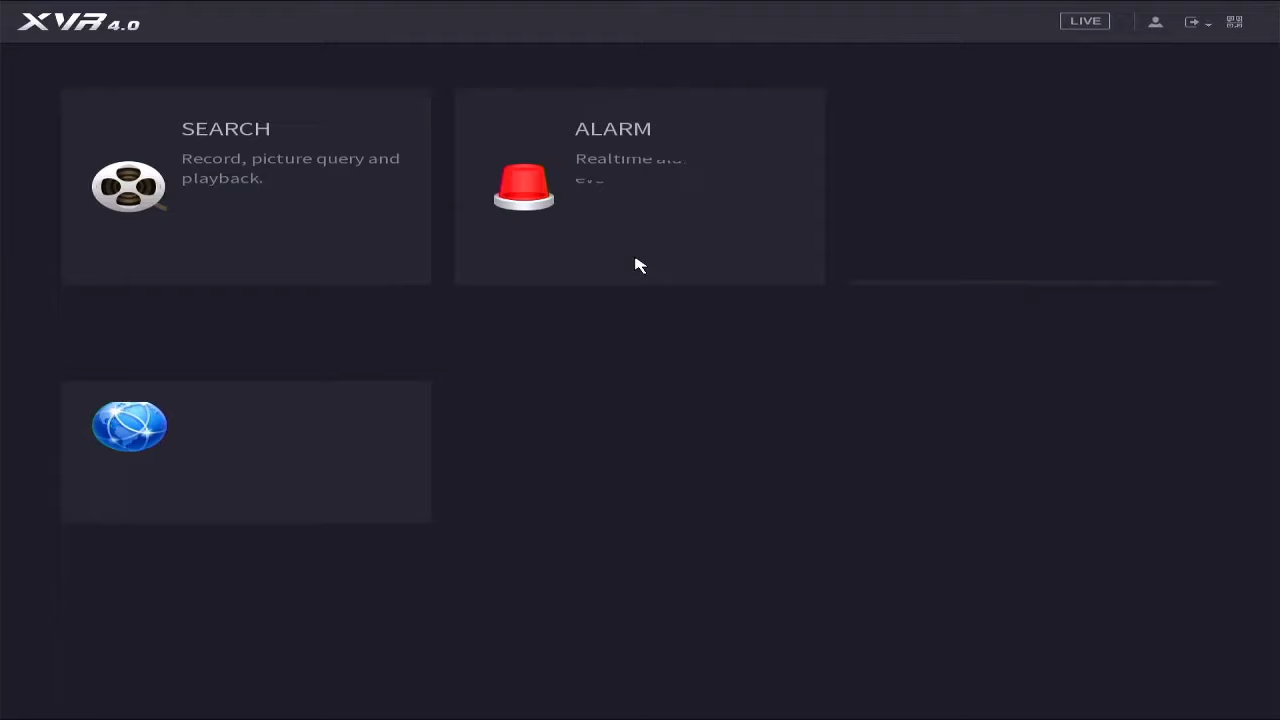 XVR 4.0
LIVE
SEARCH
Record, picture query and
playback.
ALARM
Realtime